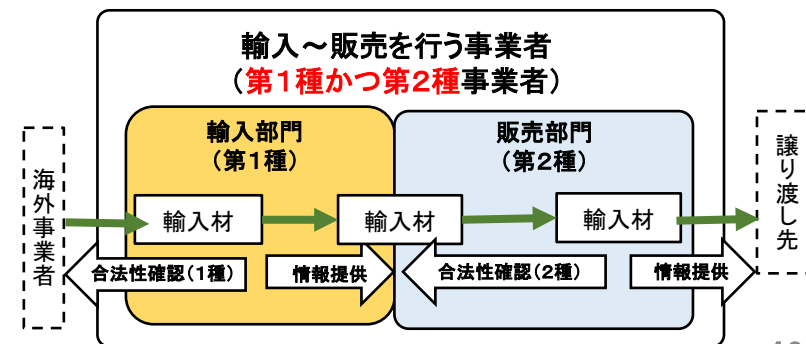 輸入～販売を行う事業者
（第１種かつ第２種事業者）
輸入部門
（第１種）
販売部門
（第２種）
海外事業者
輸入材
輸入材
輸入材
譲り渡し先
合法性確認（１種）
情報提供
合法性確認（２種）
情報提供